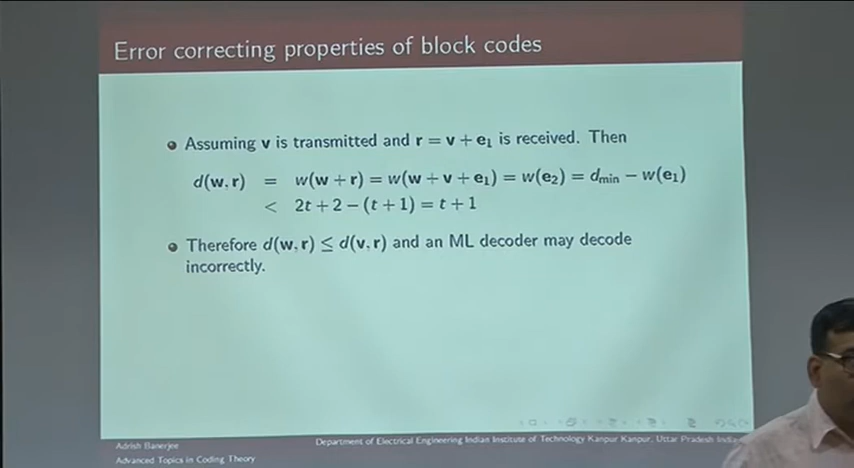 Error correcting properties of block codes
Assuming v is transmitted and r = v + e₁ is received. Then
d(w, r) = w(w + r) = w(w + v + e₁) = w(e₂) = d_min − w(e₁)
< 2t + 2 − (t + 1) = t + 1
Therefore d(w, r) ≤ d(v, r) and an ML decoder may decode
incorrectly.
Adrish Banerjee
Department of Electrical Engineering Indian Institute of Technology Kanpur Kanpur, Uttar Pradesh India
Advanced Topics in Coding Theory